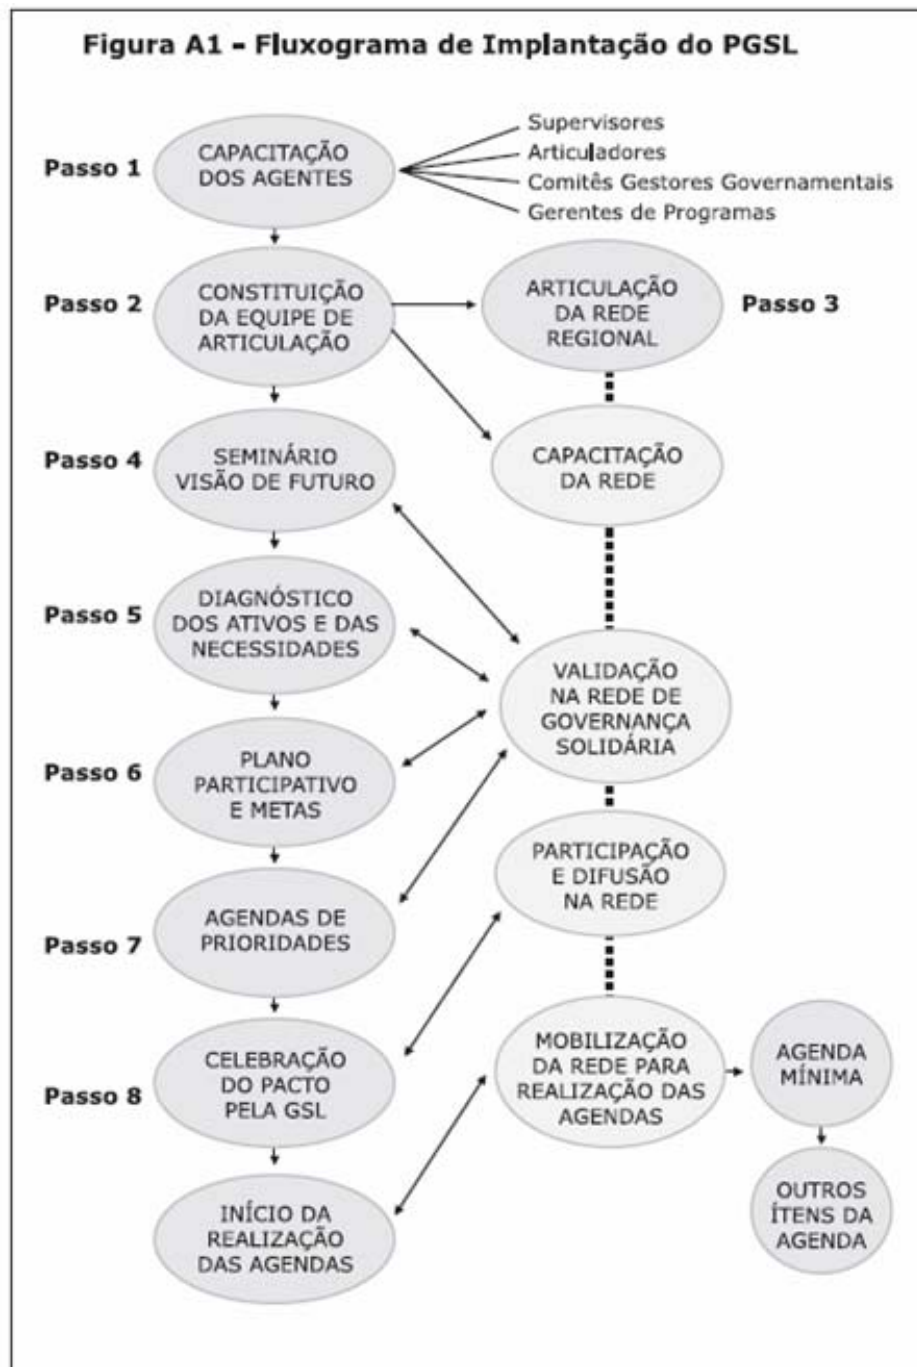 Figura A1 – Fluxograma de Implantação do PGSL
Passo 1
CAPACITAÇÃO
DOS AGENTES
Supervisores
Articuladores
Comitês Gestores Governamentais
Gerentes de Programas
Passo 2
CONSTITUIÇÃO
DA EQUIPE DE
ARTICULAÇÃO
ARTICULAÇÃO
DA REDE
REGIONAL
Passo 3
CAPACITAÇÃO
DA REDE
Passo 4
SEMINÁRIO
VISÃO DE FUTURO
Passo 5
DIAGNÓSTICO
DOS ATIVOS E DAS
NECESSIDADES
VALIDAÇÃO
NA REDE DE
GOVERNANÇA
SOLIDÁRIA
Passo 6
PLANO
PARTICIPATIVO
E METAS
PARTICIPAÇÃO
E DIFUSÃO
NA REDE
Passo 7
AGENDAS DE
PRIORIDADES
Passo 8
CELEBRAÇÃO
DO PACTO
PELA GSL
MOBILIZAÇÃO
DA REDE PARA
REALIZAÇÃO DAS
AGENDAS
AGENDA
MÍNIMA
INÍCIO DA
REALIZAÇÃO
DAS AGENDAS
OUTROS
ÍTENS DA
AGENDA